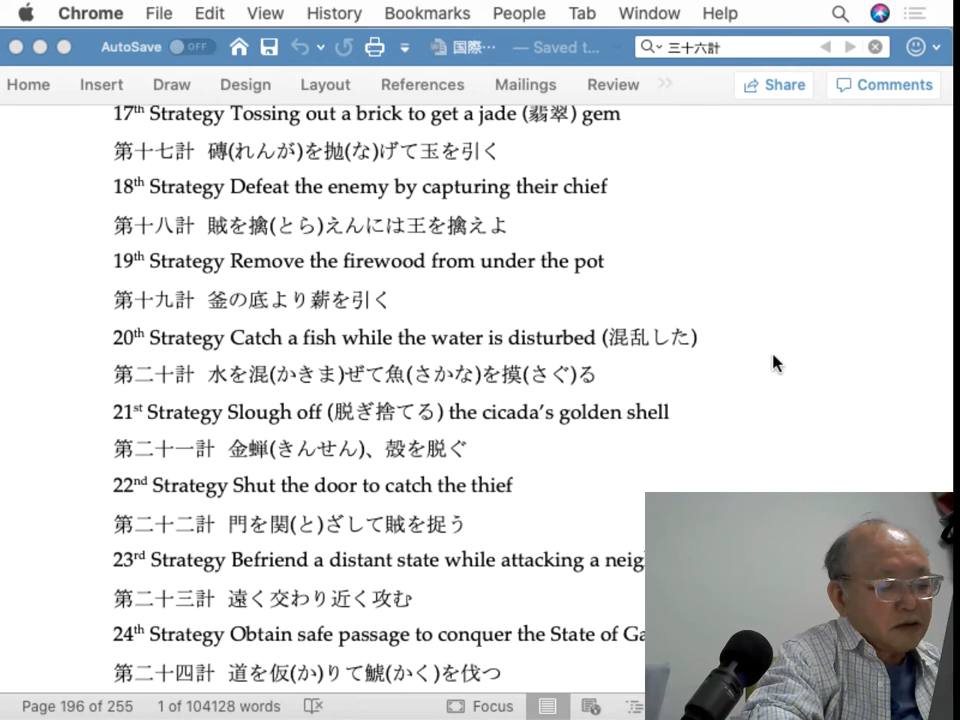 Chrome File Edit View History Bookmarks People Tab Window Help
AutoSave OFF 国際… — Saved t... 三十六計
Home Insert Draw Design Layout References Mailings Review Share Comments
17th Strategy Tossing out a brick to get a jade (翡翠) gem
第十七計 磚(れんが)を抛(な)げて玉を引く
18th Strategy Defeat the enemy by capturing their chief
第十八計 賊を擒(とら)えんには王を擒えよ
19th Strategy Remove the firewood from under the pot
第十九計 釜の底より薪を引く
20th Strategy Catch a fish while the water is disturbed (混乱した)
第二十計 水を混(かきま)ぜて魚(さかな)を摸(さぐ)る
21st Strategy Slough off (脱ぎ捨てる) the cicada's golden shell
第二十一計 金蝉(きんせん)、殻を脱ぐ
22nd Strategy Shut the door to catch the thief
第二十二計 門を関(と)ざして賊を捉う
23rd Strategy Befriend a distant state while attacking a neig
第二十三計 遠く交わり近く攻む
24th Strategy Obtain safe passage to conquer the State of Ga
第二十四計 道を仮(か)りて虢(かく)を伐つ
Page 196 of 255 1 of 104128 words Focus